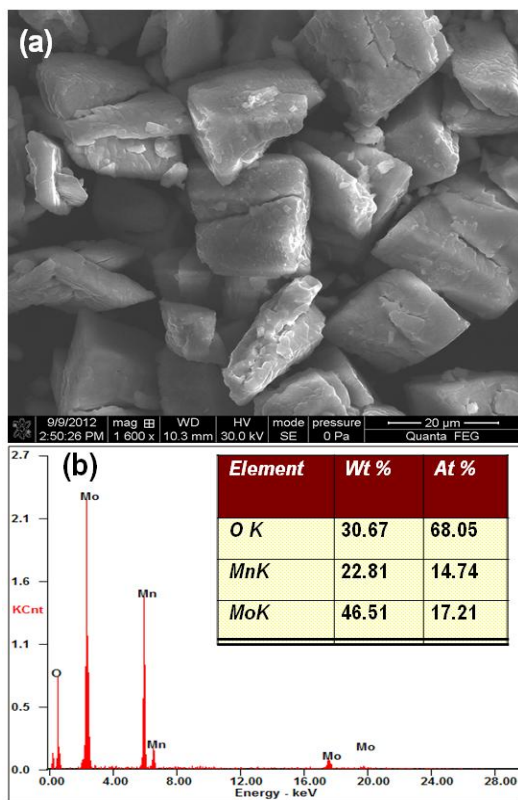 (a)
9/9/2012 mag WD HV mode pressure 20 µm
2:50:26 PM 1 600 x 10.3 mm 30.0 kV SE 0 Pa Quanta FEG
(b)
Element Wt % At %
O K 30.67 68.05
MnK 22.81 14.74
MoK 46.51 17.21
2.7
2.1
1.6
KCnt
1.1
0.5
0.0
Mo
Mn
O
Mn
Mo
Mo
0.00 4.00 8.00 12.00 16.00 20.00 24.00 28.00
Energy - keV